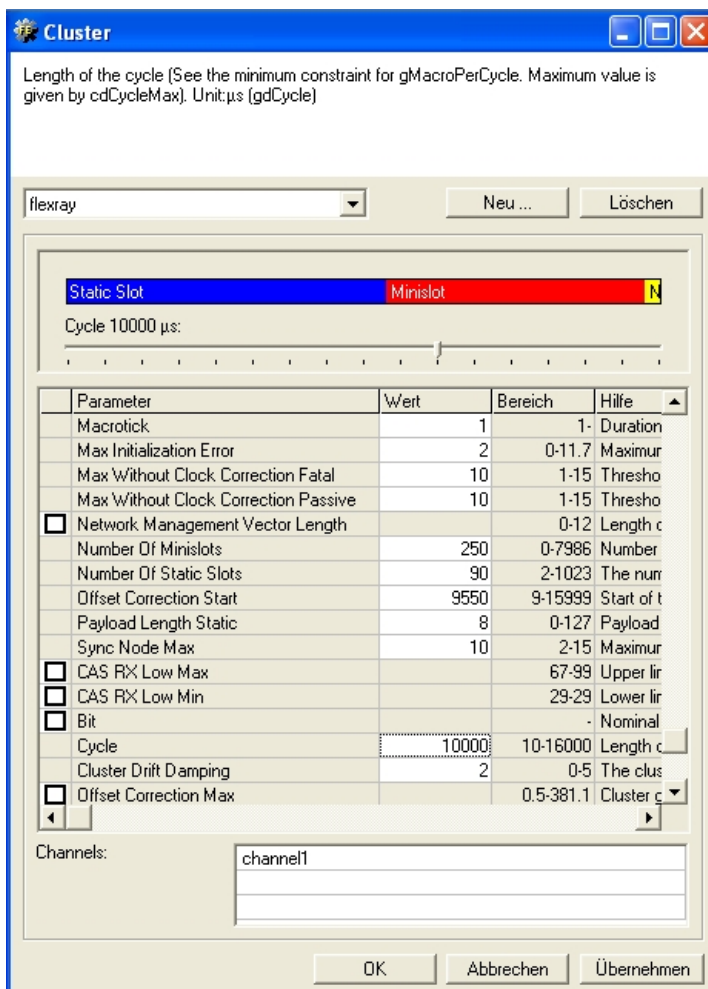 Cluster
Length of the cycle (See the minimum constraint for gMacroPerCycle. Maximum value is
given by cdCycleMax). Unit:µs (gdCycle)
flexray
Neu ...
Löschen
Static Slot
Minislot
N
Cycle 10000 µs:
Parameter Wert Bereich Hilfe
Macrotick 1 1- Duration
Max Initialization Error 2 0-11.7 Maximur
Max Without Clock Correction Fatal 10 1-15 Thresho
Max Without Clock Correction Passive 10 1-15 Thresho
Network Management Vector Length 0-12 Length c
Number Of Minislots 250 0-7986 Number
Number Of Static Slots 90 2-1023 The num
Offset Correction Start 9550 9-15999 Start of t
Payload Length Static 8 0-127 Payload
Sync Node Max 10 2-15 Maximur
CAS RX Low Max 67-99 Upper lir
CAS RX Low Min 29-29 Lower lir
Bit - Nominal
Cycle 10000 10-16000 Length c
Cluster Drift Damping 2 0-5 The clus
Offset Correction Max 0.5-381.1 Cluster g
Channels:
channel1
OK
Abbrechen
Übernehmen